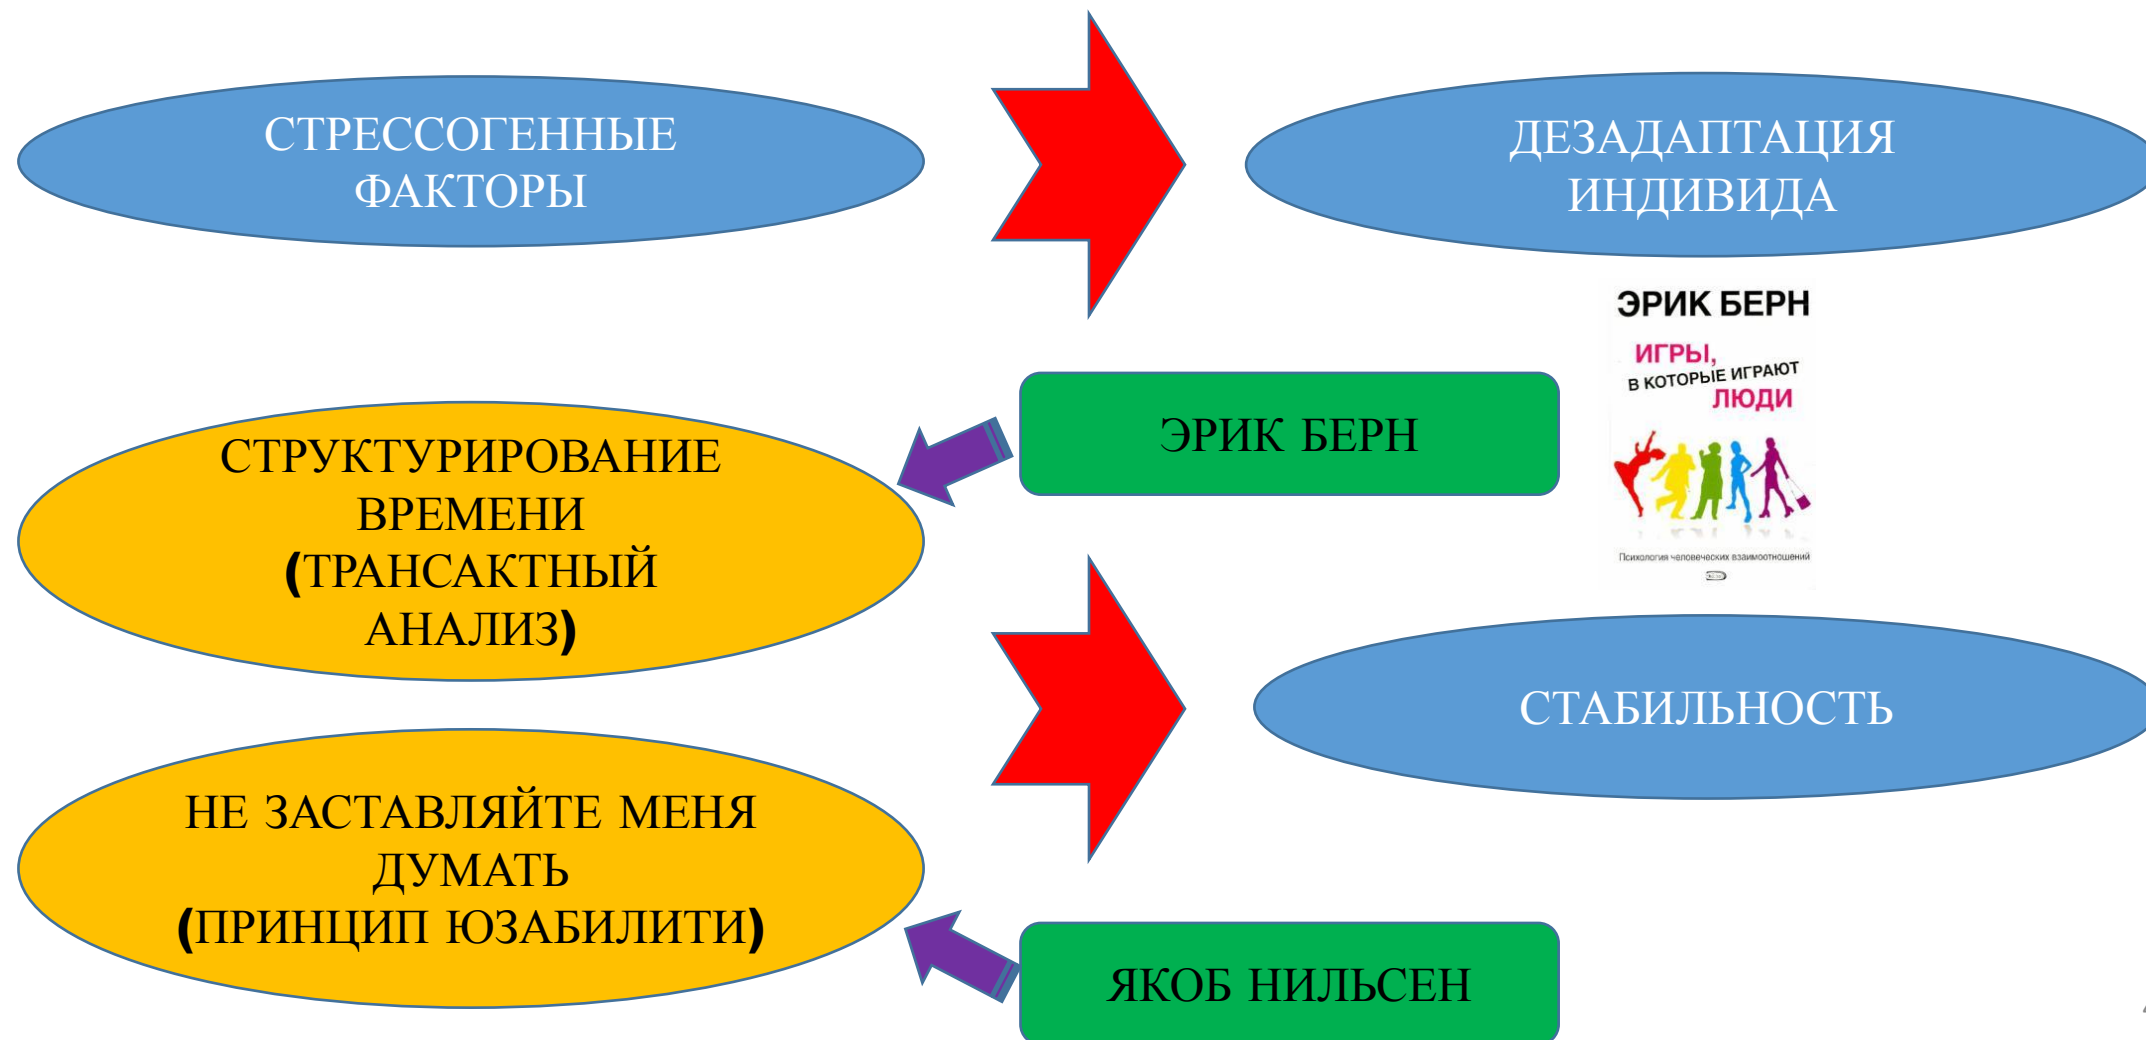 СТРЕССОГЕННЫЕ
ФАКТОРЫ
ДЕЗАДАПТАЦИЯ
ИНДИВИДА
ЭРИК БЕРН
ИГРЫ,
В КОТОРЫЕ ИГРАЮТ
ЛЮДИ
Психология человеческих взаимоотношений
ЭРИК БЕРН
СТРУКТУРИРОВАНИЕ
ВРЕМЕНИ
(ТРАНСАКТНЫЙ
АНАЛИЗ)
СТАБИЛЬНОСТЬ
НЕ ЗАСТАВЛЯЙТЕ МЕНЯ
ДУМАТЬ
(ПРИНЦИП ЮЗАБИЛИТИ)
ЯКОБ НИЛЬСЕН